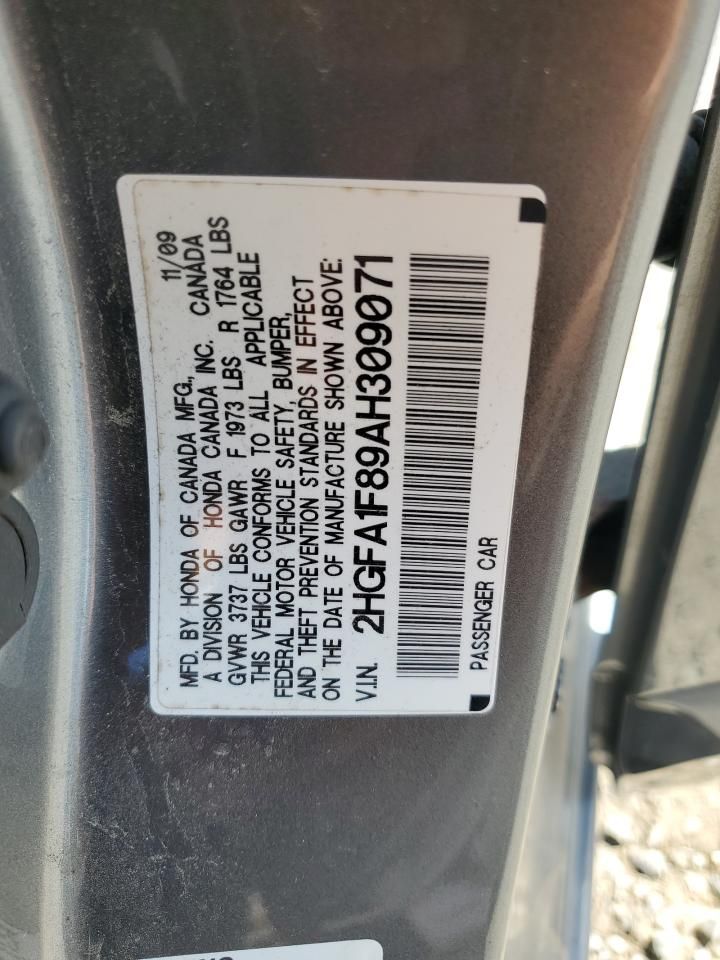 MFD. BY HONDA OF CANADA MFG., 11/09
A DIVISION OF HONDA CANADA INC. CANADA
GVWR 3737 LBS GAWR F 1973 LBS R 1764 LBS
THIS VEHICLE CONFORMS TO ALL APPLICABLE
FEDERAL MOTOR VEHICLE SAFETY, BUMPER,
AND THEFT PREVENTION STANDARDS IN EFFECT
ON THE DATE OF MANUFACTURE SHOWN ABOVE:
V.I.N. 2HGFA1F89AH309071
PASSENGER CAR